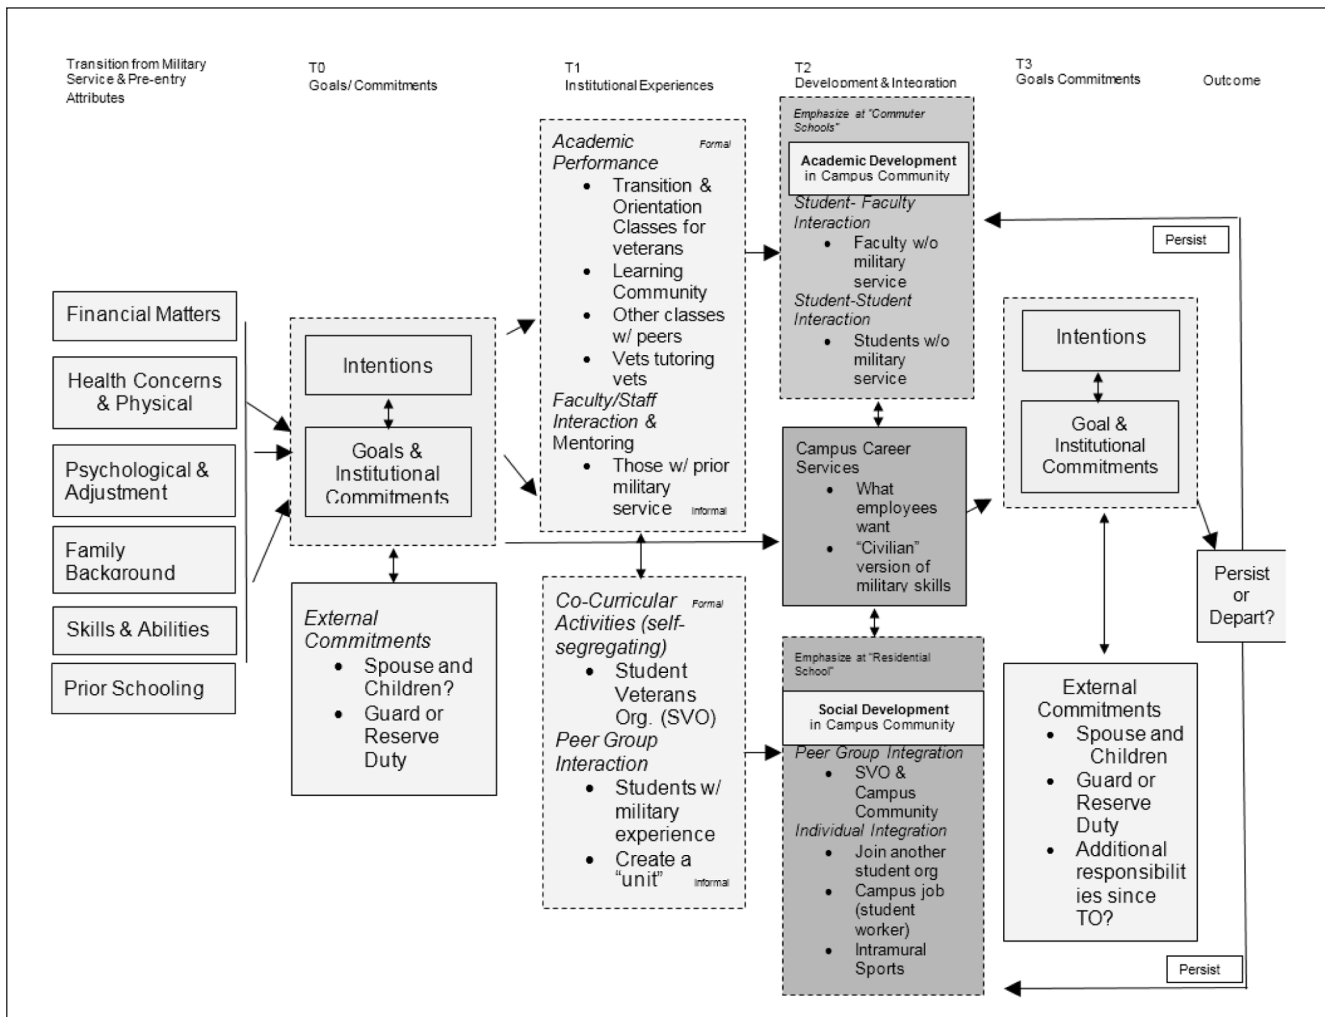 Transition from Military
Service & Pre-entry
Attributes
T0
Goals/ Commitments
T1
Institutional Experiences
T2
Development & Integration
T3
Goals Commitments
Outcome
Financial Matters
Health Concerns
& Physical
Psychological &
Adjustment
Family
Background
Skills & Abilities
Prior Schooling
Intentions
Goals &
Institutional
Commitments
External
Commitments
• Spouse and
Children?
• Guard or
Reserve
Duty
Academic Formal
Performance
• Transition &
Orientation
Classes for
veterans
• Learning
Community
• Other classes
w/ peers
• Vets tutoring
vets
Faculty/Staff
Interaction &
Mentoring
• Those w/ prior
military
service Informal
Co-Curricular Formal
Activities (self-
segregating)
• Student
Veterans
Org. (SVO)
Peer Group
Interaction
• Students w/
military
experience
• Create a
“unit” Informal
Emphasize at "Commuter
Schools"
Academic Development
in Campus Community
Student- Faculty
Interaction
• Faculty w/o
military
service
Student-Student
Interaction
• Students w/o
military
service
Campus Career
Services
• What
employees
want
• “Civilian”
version of
military skills
Emphasize at "Residential
School"
Social Development
in Campus Community
Peer Group Integration
• SVO &
Campus
Community
Individual Integration
• Join another
student org
• Campus job
(student
worker)
• Intramural
Sports
Intentions
Goal &
Institutional
Commitments
External
Commitments
• Spouse and
Children
• Guard or
Reserve
Duty
• Additional
responsibilit
ies since
TO?
Persist
Persist
or
Depart?
Persist